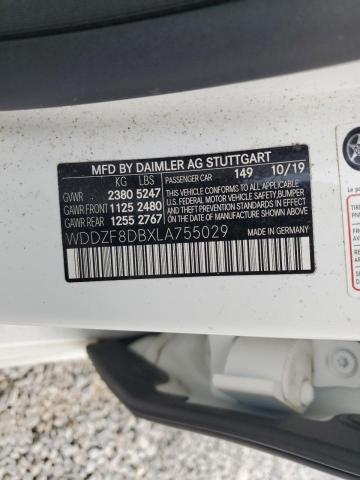 MFD BY DAIMLER AG STUTTGART
KG LBS PASSENGER CAR 149 10/19
GVWR 2380 5247
GAWR FRONT 1125 2480
GAWR REAR 1255 2767
THIS VEHICLE CONFORMS TO ALL APPLICABLE
U.S. FEDERAL MOTOR VEHICLE SAFETY, BUMPER
AND THEFT PREVENTION STANDARDS IN EFFECT
ON THE DATE OF MANUFACTURE SHOWN ABOVE
WDDZF8DBXLA755029 MADE IN GERMANY